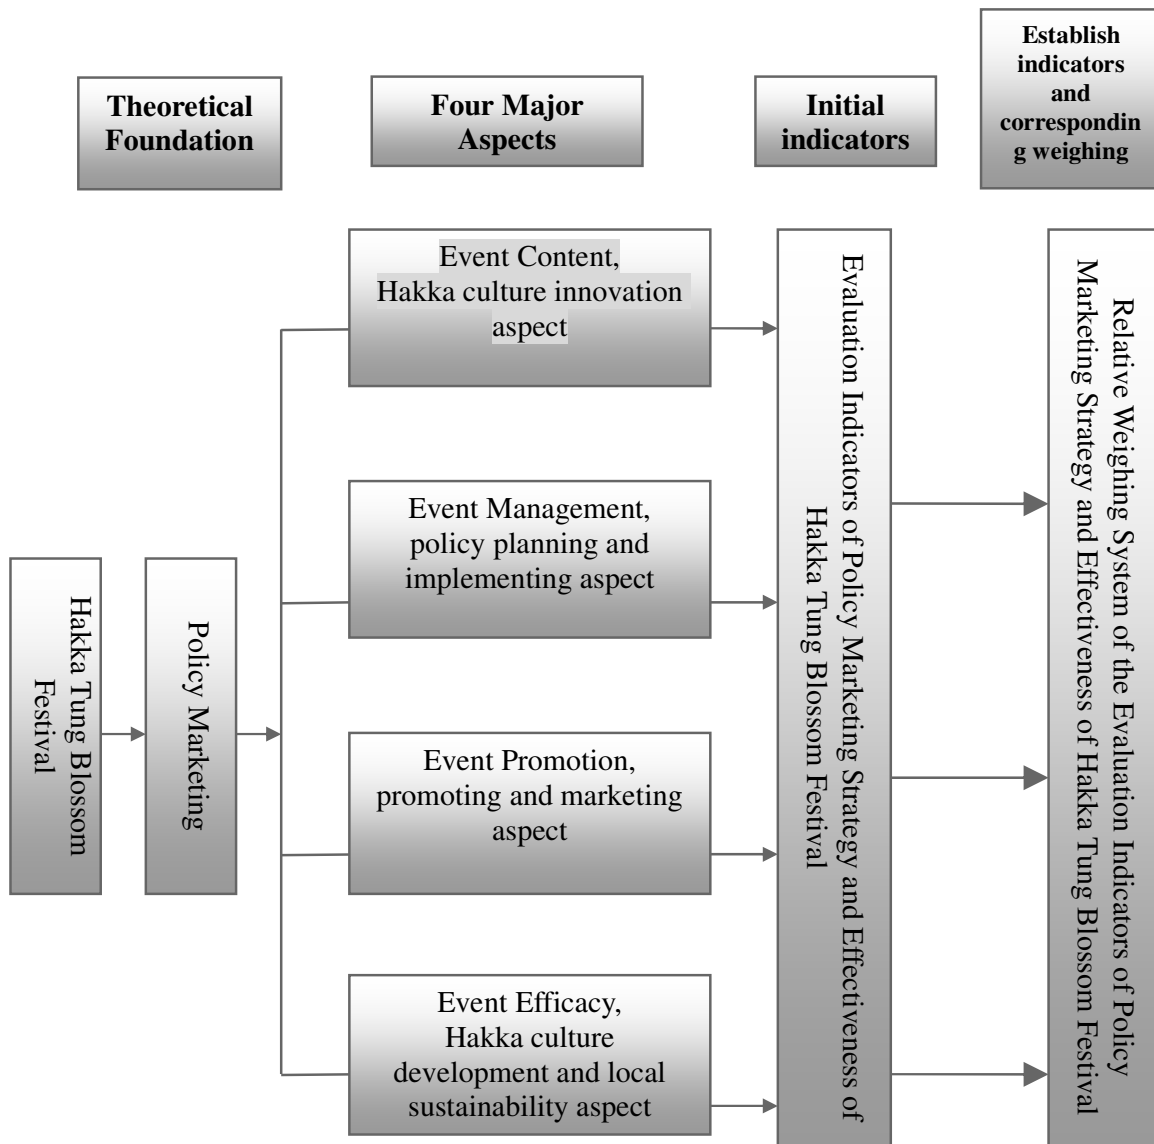 Theoretical
Foundation
Four Major
Aspects
Initial
indicators
Establish
indicators
and
correspondin
g weighing
Hakka Tung Blossom
Festival
Policy Marketing
Event Content,
Hakka culture innovation
aspect
Event Management,
policy planning and
implementing aspect
Event Promotion,
promoting and marketing
aspect
Event Efficacy,
Hakka culture
development and local
sustainability aspect
Evaluation Indicators of Policy Marketing Strategy and Effectiveness of
Hakka Tung Blossom Festival
Relative Weighing System of the Evaluation Indicators of Policy
Marketing Strategy and Effectiveness of Hakka Tung Blossom Festival